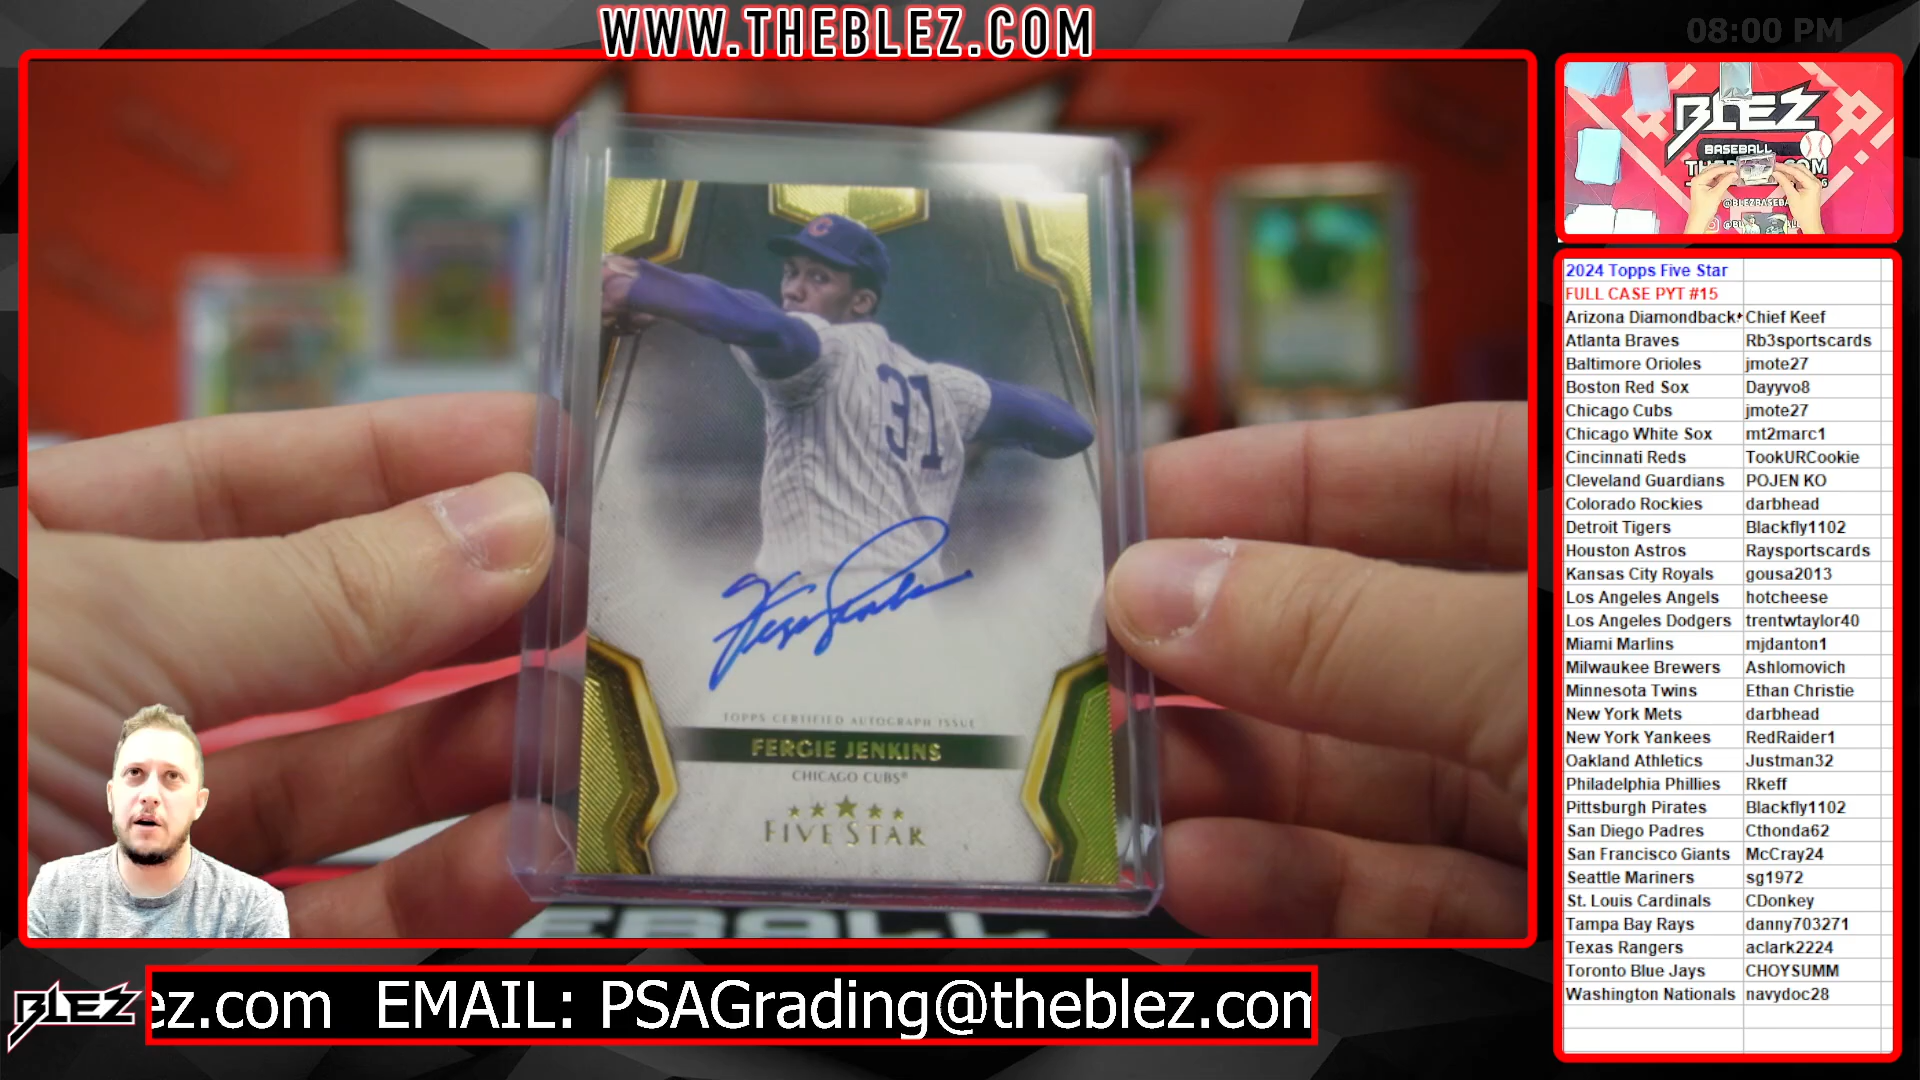 WWW.THEBLEZ.COM
08:00 PM
BLEZ
BASEBALL
C
31
TOPPS CERTIFIED AUTOGRAPH ISSUE
FERGIE JENKINS
CHICAGO CUBS®
FIVE STAR
2024 Topps Five Star
FULL CASE PYT #15
Arizona Diamondback Chief Keef
Atlanta Braves Rb3sportscards
Baltimore Orioles jmote27
Boston Red Sox Dayyvo8
Chicago Cubs jmote27
Chicago White Sox mt2marc1
Cincinnati Reds TookURCookie
Cleveland Guardians POJEN KO
Colorado Rockies darbhead
Detroit Tigers Blackfly1102
Houston Astros Raysportscards
Kansas City Royals gousa2013
Los Angeles Angels hotcheese
Los Angeles Dodgers trentwtaylor40
Miami Marlins mjdanton1
Milwaukee Brewers Ashlomovich
Minnesota Twins Ethan Christie
New York Mets darbhead
New York Yankees RedRaider1
Oakland Athletics Justman32
Philadelphia Phillies Rkeff
Pittsburgh Pirates Blackfly1102
San Diego Padres Cthonda62
San Francisco Giants McCray24
Seattle Mariners sg1972
St. Louis Cardinals CDonkey
Tampa Bay Rays danny703271
Texas Rangers aclark2224
Toronto Blue Jays CHOYSUMM
Washington Nationals navydoc28
BLEZ
ez.com EMAIL: PSAGrading@theblez.com